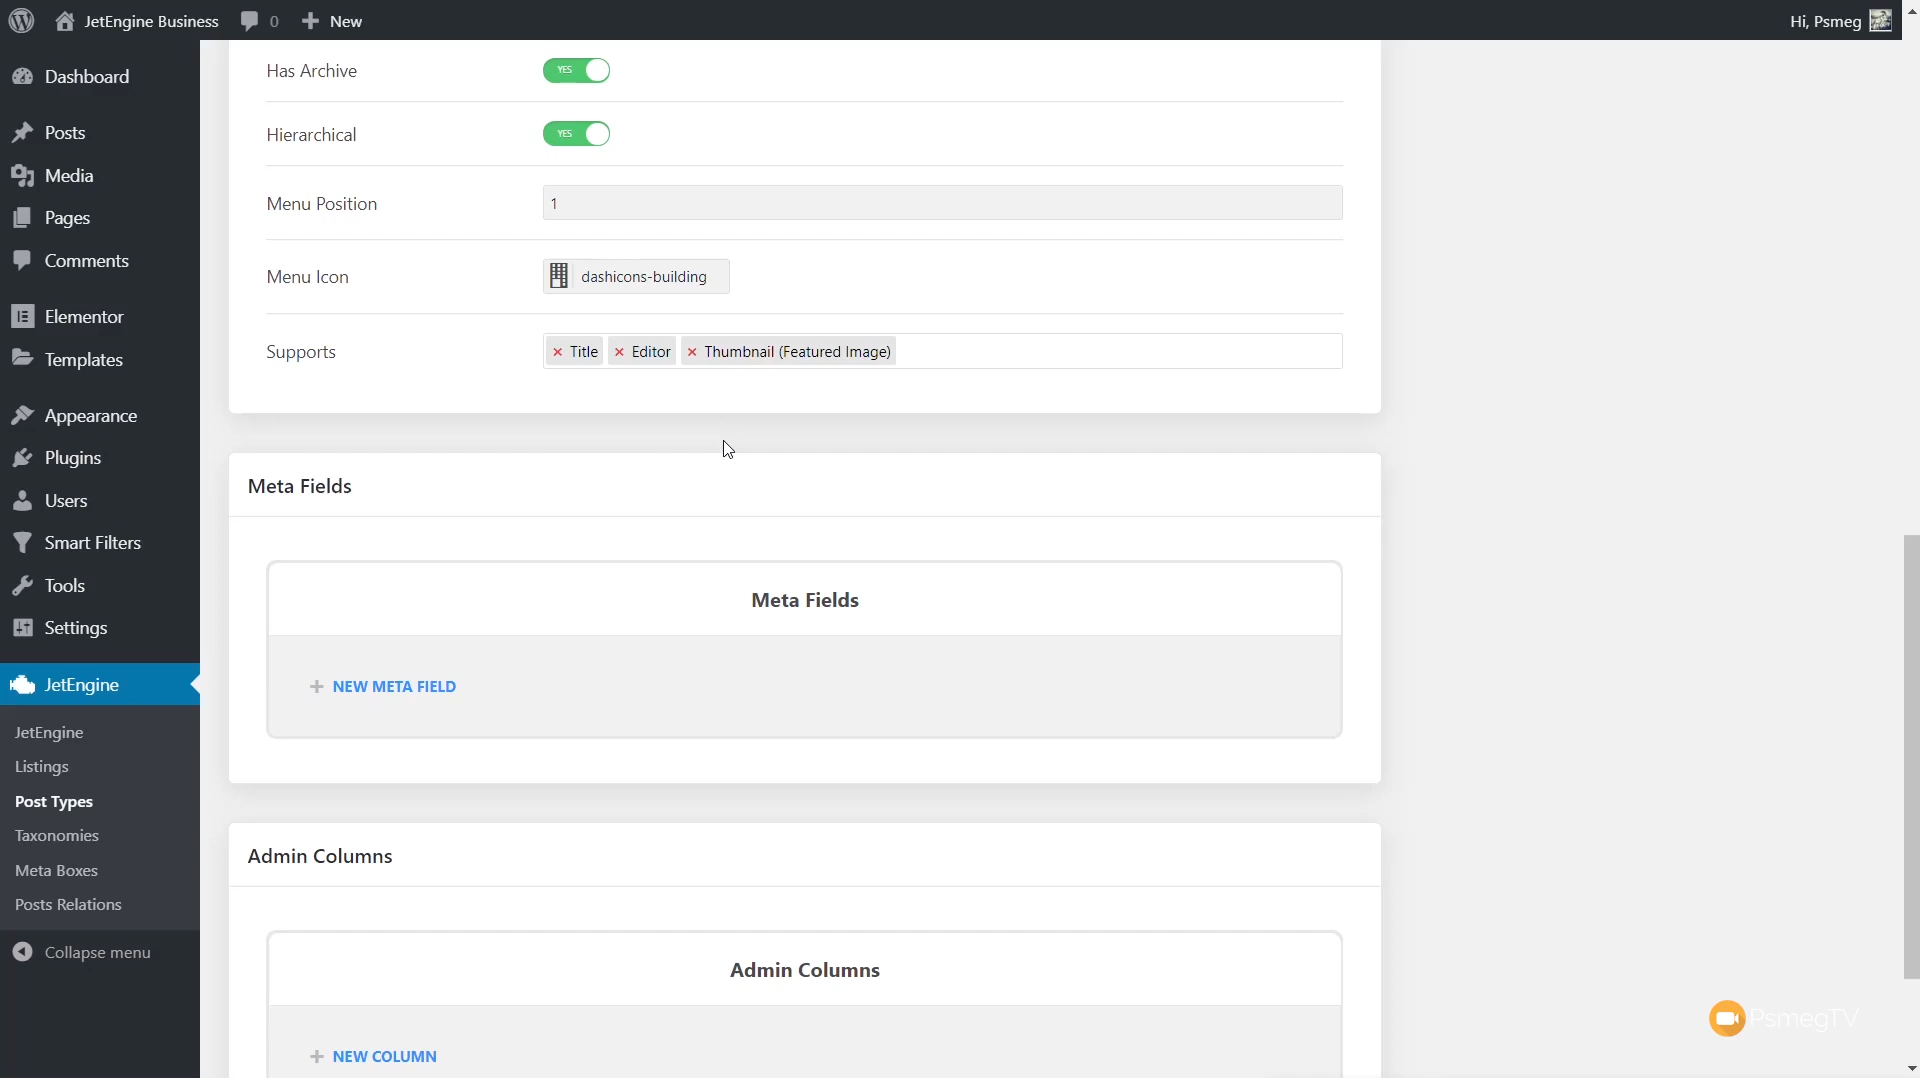 JetEngine Business 0 New Hi, Psmeg
Dashboard
Posts
Media
Pages
Comments
Elementor
Templates
Appearance
Plugins
Users
Smart Filters
Tools
Settings
JetEngine
JetEngine
Listings
Post Types
Taxonomies
Meta Boxes
Posts Relations
Collapse menu
Has Archive YES
Hierarchical YES
Menu Position 1
Menu Icon dashicons-building
Supports × Title × Editor × Thumbnail (Featured Image)
Meta Fields
Meta Fields
+ NEW META FIELD
Admin Columns
Admin Columns
+ NEW COLUMN
PsmegTV